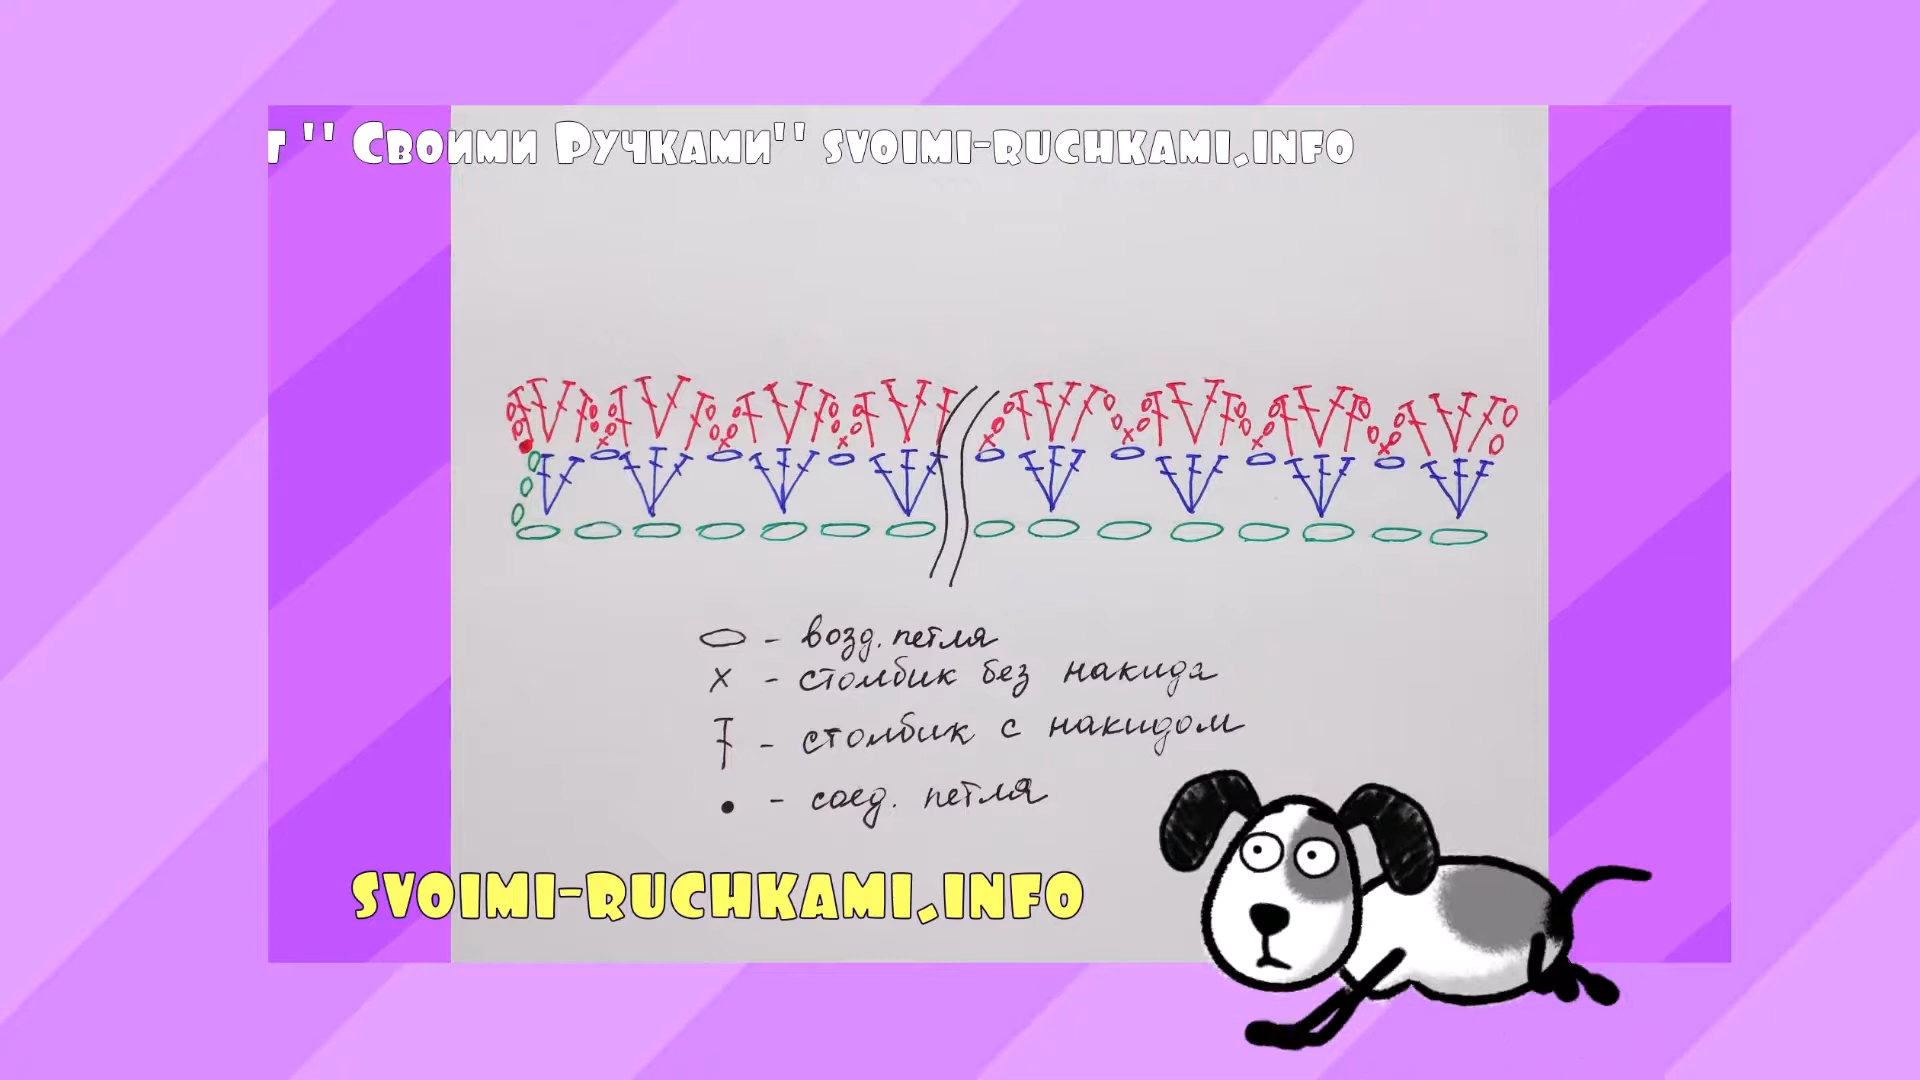 т '' Своими Ручками'' svoimi-ruchkami.info
- возд. петля
х - столбик без накида
- столбик с накидом
- соед. петля
svoimi-ruchkami.info